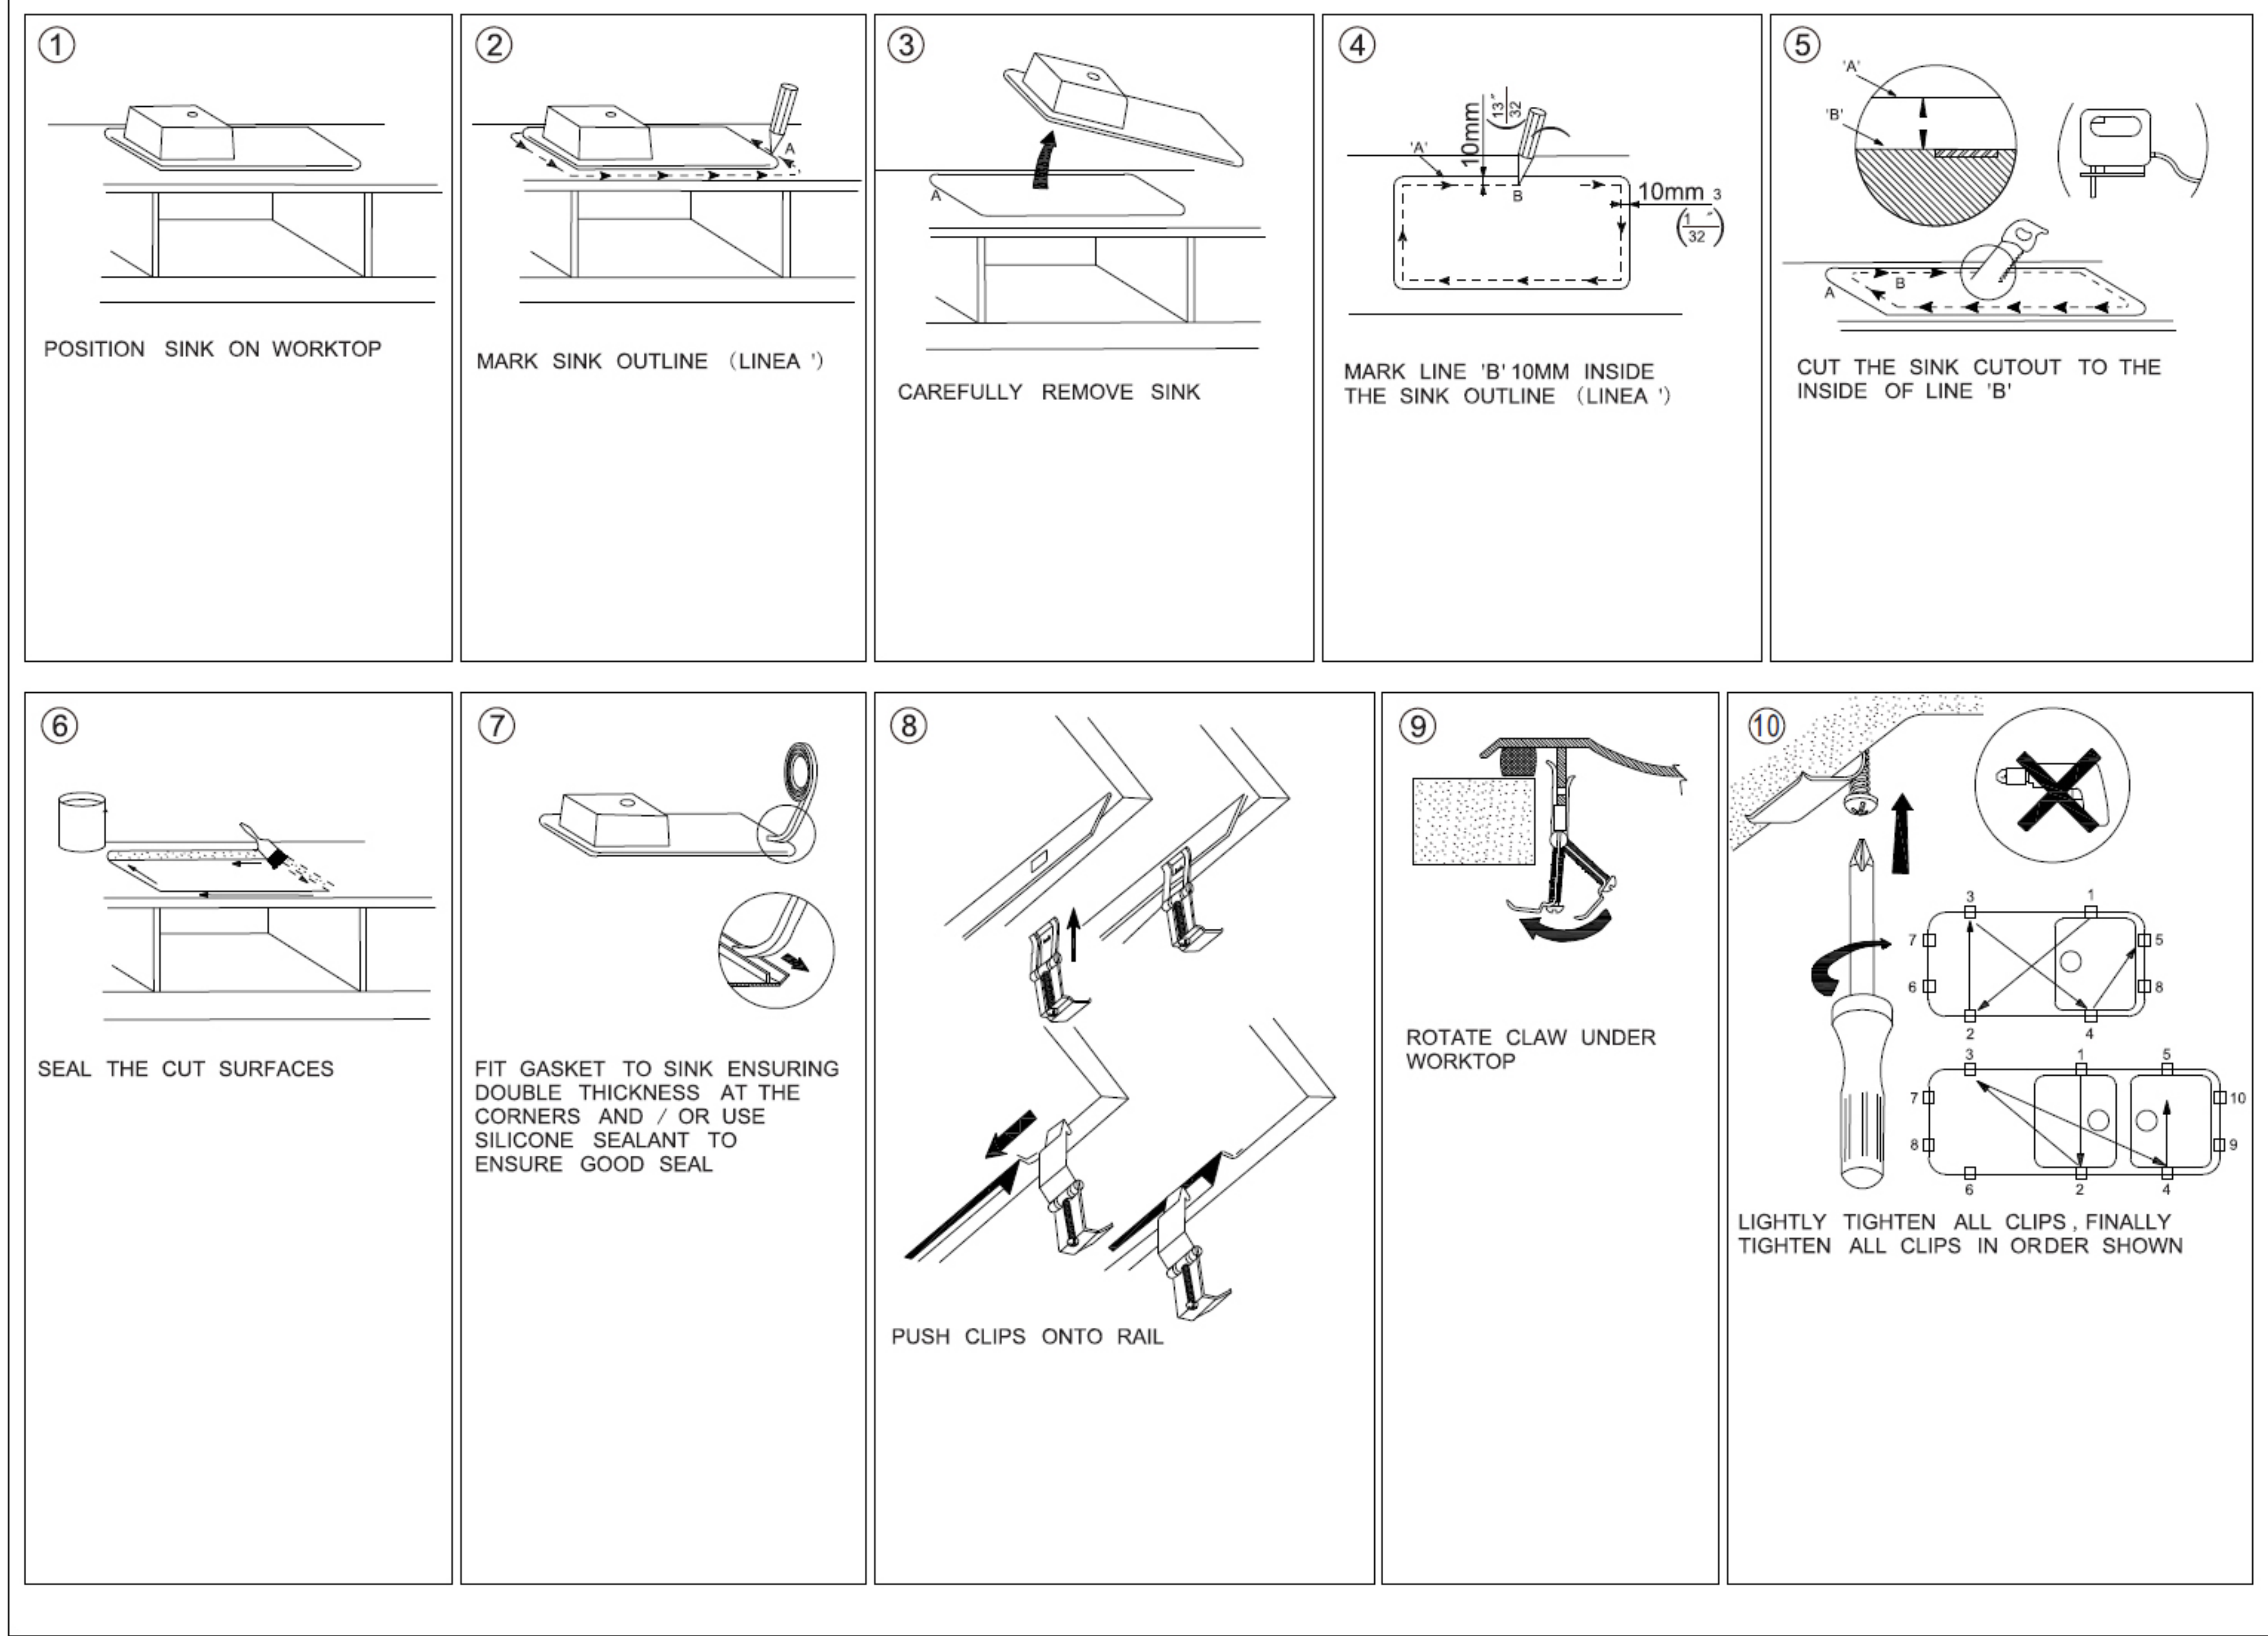 1
POSITION SINK ON WORKTOP
2
A
MARK SINK OUTLINE (LINEA ')
3
A
CAREFULLY REMOVE SINK
4
10mm
13″
32
'A'
B
10mm 3
(1″
32)
MARK LINE 'B' 10MM INSIDE
THE SINK OUTLINE (LINEA ')
5
'A'
'B'
A
B
CUT THE SINK CUTOUT TO THE
INSIDE OF LINE 'B'
6
SEAL THE CUT SURFACES
7
FIT GASKET TO SINK ENSURING
DOUBLE THICKNESS AT THE
CORNERS AND / OR USE
SILICONE SEALANT TO
ENSURE GOOD SEAL
8
PUSH CLIPS ONTO RAIL
9
ROTATE CLAW UNDER
WORKTOP
10
3 1
7 5
6 8
2 4
3 1 5
7 10
8 9
6 2 4
LIGHTLY TIGHTEN ALL CLIPS , FINALLY
TIGHTEN ALL CLIPS IN ORDER SHOWN